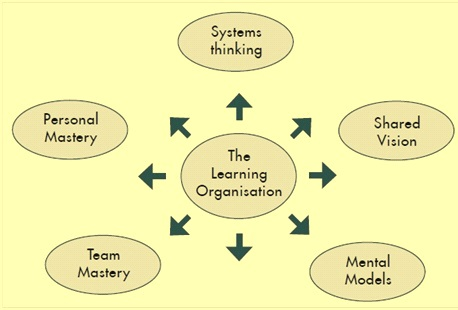 Systems
thinking
Personal
Mastery
Shared
Vision
The
Learning
Organisation
Team
Mastery
Mental
Models